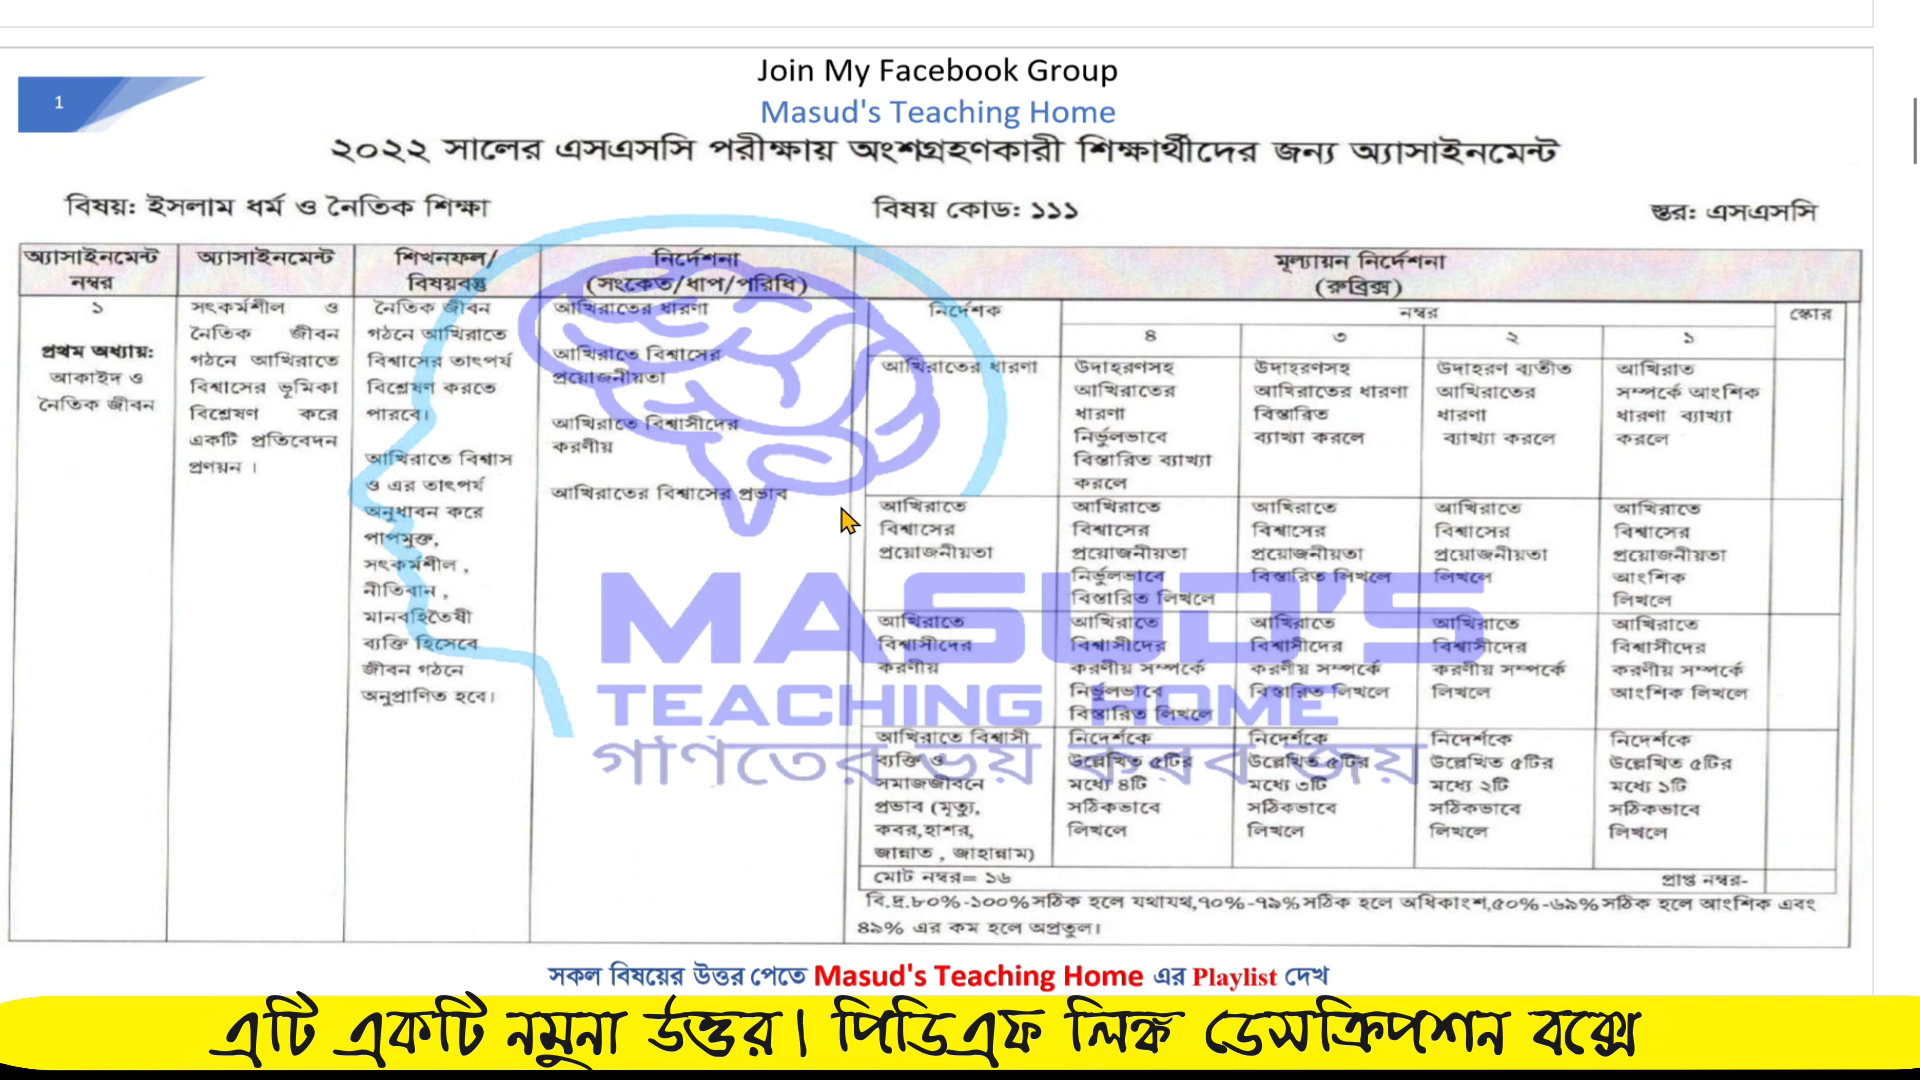 1
Join My Facebook Group
Masud's Teaching Home
২০২২ সালের এসএসসি পরীক্ষায় অংশগ্রহণকারী শিক্ষার্থীদের জন্য অ্যাসাইনমেন্ট
বিষয়: ইসলাম ধর্ম ও নৈতিক শিক্ষা
বিষয় কোড: ১১১
স্তর: এসএসসি
অ্যাসাইনমেন্ট
নম্বর
অ্যাসাইনমেন্ট
শিখনফল/
বিষয়বস্তু
নির্দেশনা
(সংকেত/ধাপ/পরিধি)
মূল্যায়ন নির্দেশনা
(রুব্রিক্স)
১
প্রথম অধ্যায়:
আকাইদ ও
নৈতিক জীবন
সৎকর্মশীল ও
নৈতিক জীবন
গঠনে আখিরাতে
বিশ্বাসের ভূমিকা
বিশ্লেষণ করে
একটি প্রতিবেদন
প্রণয়ন ।
নৈতিক জীবন
গঠনে আখিরাতে
বিশ্বাসের তাৎপর্য
বিশ্লেষণ করতে
পারবে।
আখিরাতে বিশ্বাস
ও এর তাৎপর্য
অনুধাবন করে
পাপমুক্ত,
সৎকর্মশীল ,
নীতিবান ,
মানবহিতৈষী
ব্যক্তি হিসেবে
জীবন গঠনে
অনুপ্রাণিত হবে।
আখিরাতের ধারণা
আখিরাতে বিশ্বাসের
প্রয়োজনীয়তা
আখিরাতে বিশ্বাসীদের
করণীয়
আখিরাতের বিশ্বাসের প্রভাব
নির্দেশক
নম্বর
স্কোর
৪
৩
২
১
আখিরাতের ধারণা
উদাহরণসহ
আখিরাতের
ধারণা
নির্ভুলভাবে
বিস্তারিত ব্যাখ্যা
করলে
উদাহরণসহ
আখিরাতের ধারণা
বিস্তারিত
ব্যাখ্যা করলে
উদাহরণ ব্যতীত
আখিরাতের
ধারণা
ব্যাখ্যা করলে
আখিরাত
সম্পর্কে আংশিক
ধারণা ব্যাখ্যা
করলে
আখিরাতে
বিশ্বাসের
প্রয়োজনীয়তা
আখিরাতে
বিশ্বাসের
প্রয়োজনীয়তা
নির্ভুলভাবে
বিস্তারিত লিখলে
আখিরাতে
বিশ্বাসের
প্রয়োজনীয়তা
বিস্তারিত লিখলে
আখিরাতে
বিশ্বাসের
প্রয়োজনীয়তা
লিখলে
আখিরাতে
বিশ্বাসের
প্রয়োজনীয়তা
আংশিক
লিখলে
আখিরাতে
বিশ্বাসীদের
করণীয়
আখিরাতে
বিশ্বাসীদের
করণীয় সম্পর্কে
নির্ভুলভাবে
বিস্তারিত লিখলে
আখিরাতে
বিশ্বাসীদের
করণীয় সম্পর্কে
বিস্তারিত লিখলে
আখিরাতে
বিশ্বাসীদের
করণীয় সম্পর্কে
লিখলে
আখিরাতে
বিশ্বাসীদের
করণীয় সম্পর্কে
আংশিক লিখলে
আখিরাতে বিশ্বাসী
ব্যক্তি ও
সমাজজীবনে
প্রভাব (মৃত্যু,
কবর,হাশর,
জান্নাত , জাহান্নাম)
নিদের্শকে
উল্লেখিত ৫টির
মধ্যে ৪টি
সঠিকভাবে
লিখলে
নিদের্শকে
উল্লেখিত ৫টির
মধ্যে ৩টি
সঠিকভাবে
লিখলে
নিদের্শকে
উল্লেখিত ৫টির
মধ্যে ২টি
সঠিকভাবে
লিখলে
নিদের্শকে
উল্লেখিত ৫টির
মধ্যে ১টি
সঠিকভাবে
লিখলে
মোট নম্বর= ১৬
প্রাপ্ত নম্বর-
বি.দ্র.৮০%-১০০%সঠিক হলে যথাযথ,৭০%-৭৯%সঠিক হলে অধিকাংশ,৫০%-৬৯%সঠিক হলে আংশিক এবং
৪৯% এর কম হলে অপ্রতুল।
MASUD'S
TEACHING HOME
গণিতের ভয় করব জয়
সকল বিষয়ের উত্তর পেতে Masud's Teaching Home এর Playlist দেখ
এটি একটি নমুনা উত্তর। পিডিএফ লিঙ্ক ডেসক্রিপশন বক্সে